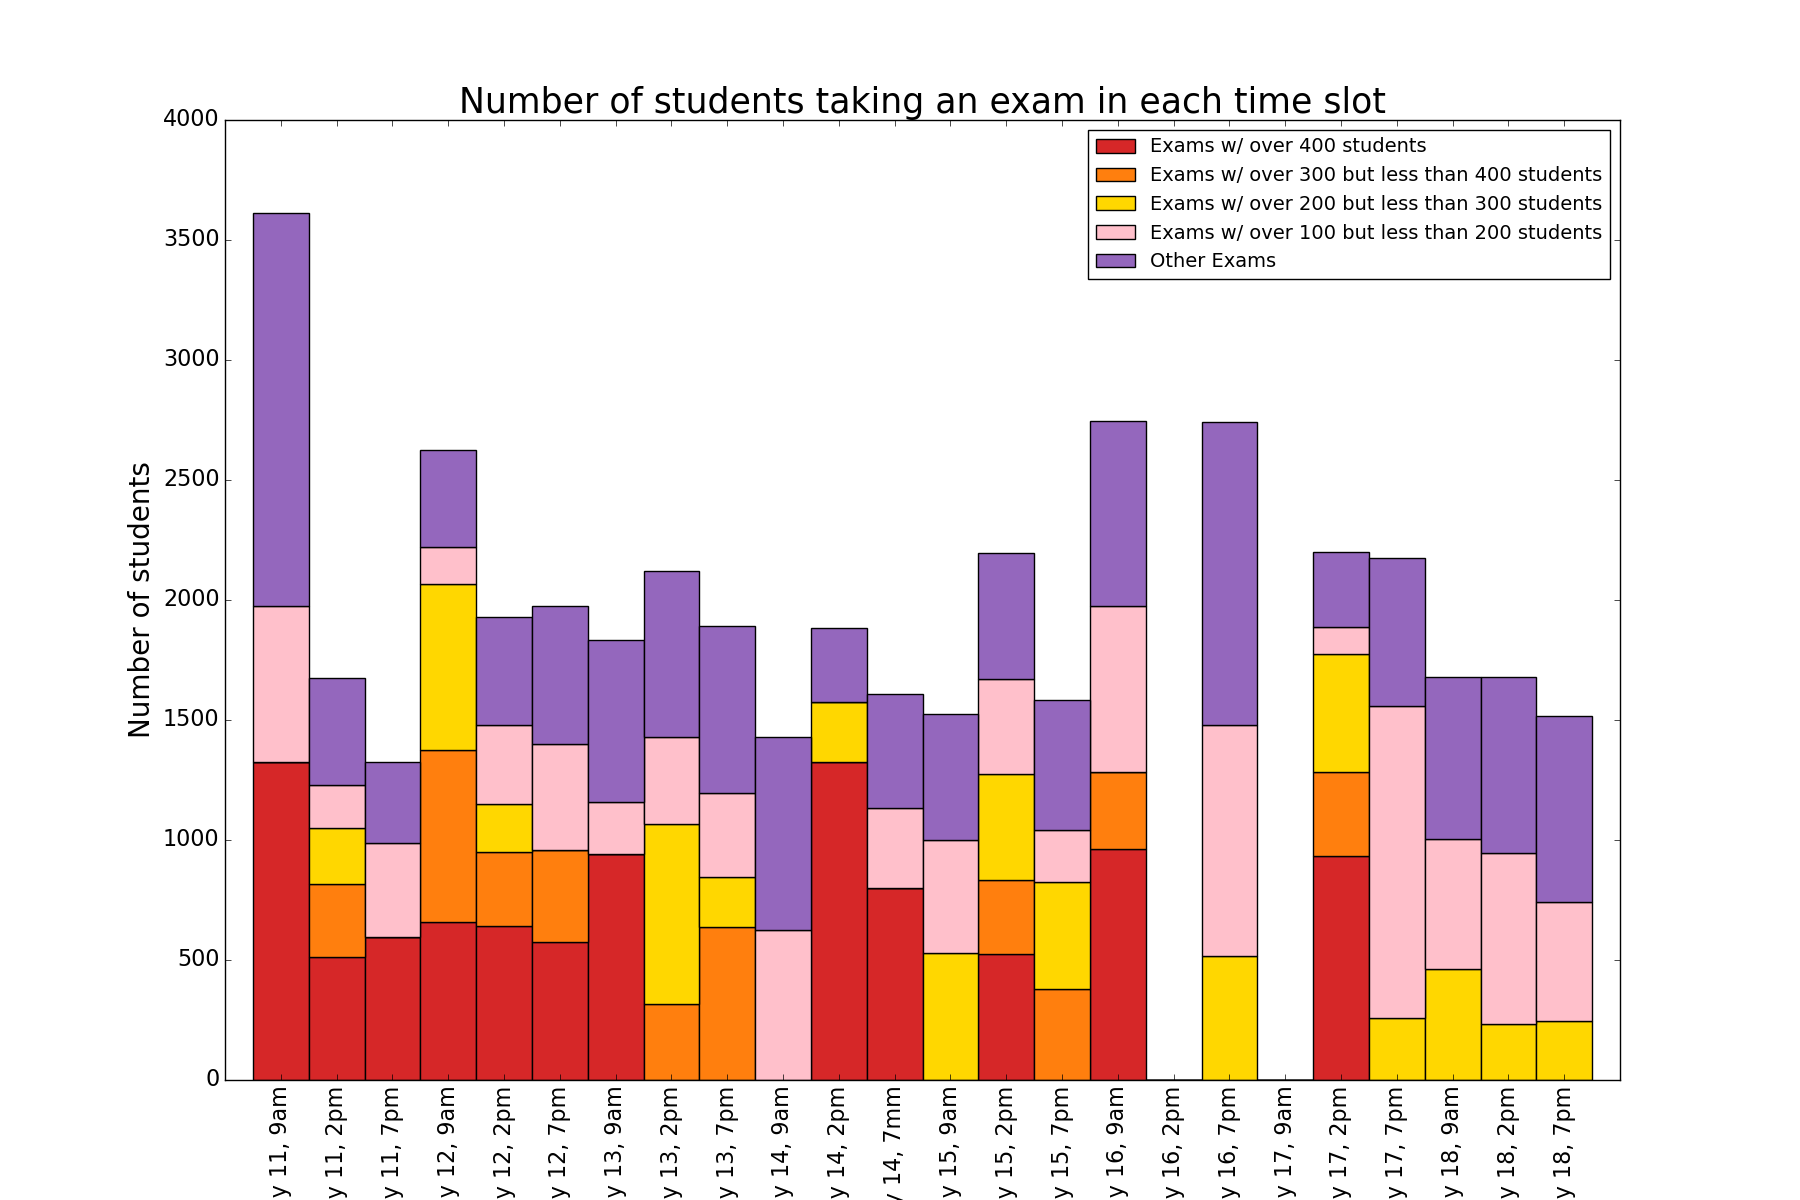 Number of students taking an exam in each time slot
Exams w/ over 400 students
Exams w/ over 300 but less than 400 students
Exams w/ over 200 but less than 300 students
Exams w/ over 100 but less than 200 students
Other Exams
Number of students
4000
3500
3000
2500
2000
1500
1000
500
0
y 11, 9am
y 11, 2pm
y 11, 7pm
y 12, 9am
y 12, 2pm
y 12, 7pm
y 13, 9am
y 13, 2pm
y 13, 7pm
y 14, 9am
y 14, 2pm
y 14, 7mm
y 15, 9am
y 15, 2pm
y 15, 7pm
y 16, 9am
y 16, 2pm
y 16, 7pm
y 17, 9am
y 17, 2pm
y 17, 7pm
y 18, 9am
y 18, 2pm
y 18, 7pm